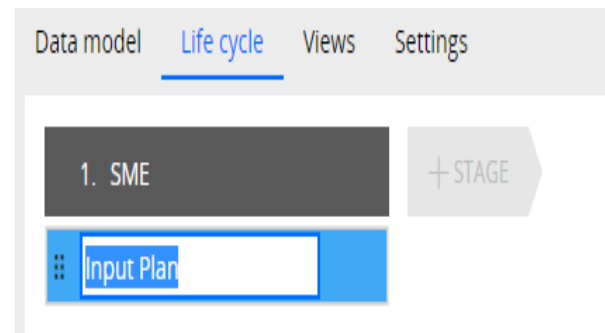 Data model Life cycle Views Settings
1. SME
+ STAGE
Input Plan